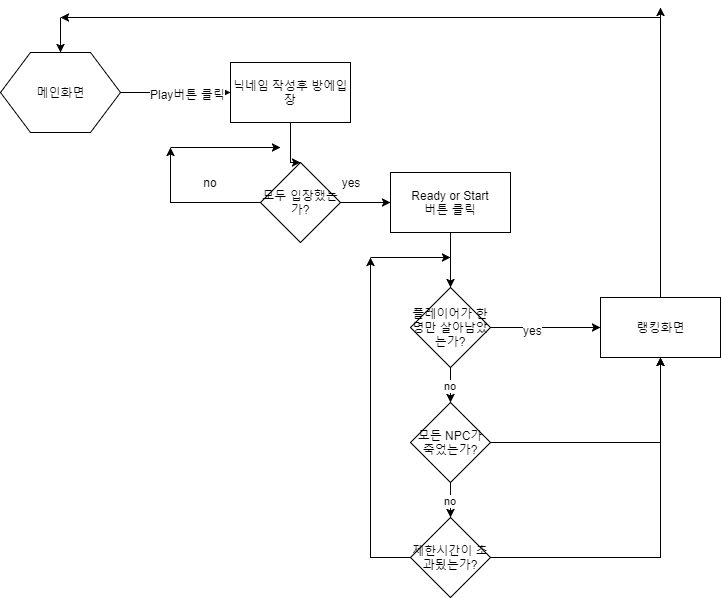 메인화면
Play버튼 클릭
닉네임 작성후 방에입
장
no
모두 입장했는
가?
yes
Ready or Start
버튼 클릭
플레이어가 한
명만 살아남았
는가?
yes
랭킹화면
no
모든 NPC가
죽었는가?
no
제한시간이 초
과됬는가?